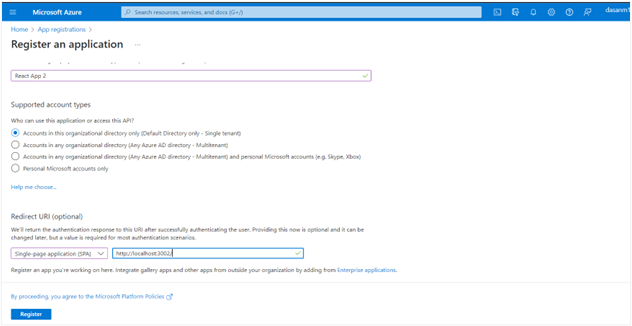 Microsoft Azure
Search resources, services, and docs (G+/)
dasanm1
Home > App registrations >
Register an application ...
React App 2
Supported account types
Who can use this application or access this API?
Accounts in this organizational directory only (Default Directory only - Single tenant)
Accounts in any organizational directory (Any Azure AD directory - Multitenant)
Accounts in any organizational directory (Any Azure AD directory - Multitenant) and personal Microsoft accounts (e.g. Skype, Xbox)
Personal Microsoft accounts only
Help me choose...
Redirect URI (optional)
We'll return the authentication response to this URI after successfully authenticating the user. Providing this now is optional and it can be
changed later, but a value is required for most authentication scenarios.
Single-page application (SPA)
http://localhost:3002/
Register an app you're working on here. Integrate gallery apps and other apps from outside your organization by adding from Enterprise applications.
By proceeding, you agree to the Microsoft Platform Policies
Register